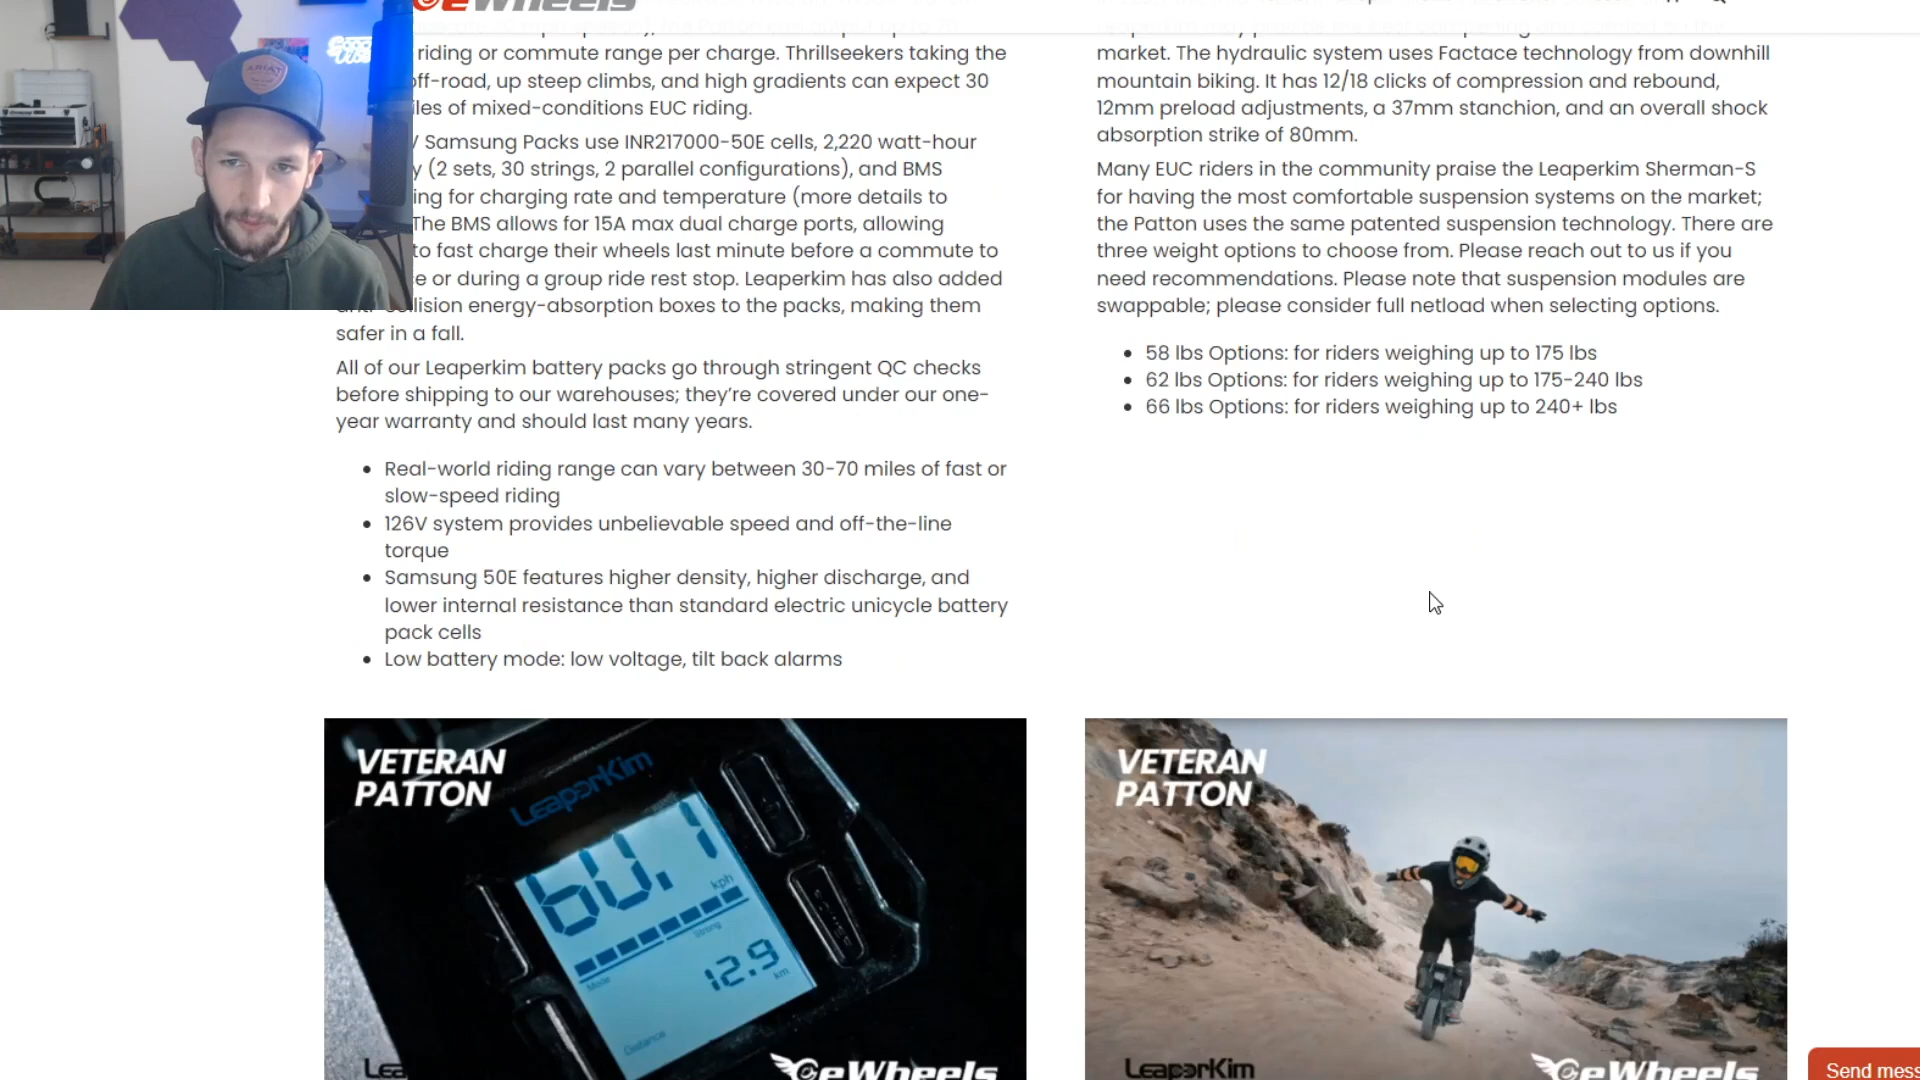 eWheels
riding or commute range per charge. Thrillseekers taking the
off-road, up steep climbs, and high gradients can expect 30
iles of mixed-conditions EUC riding.
V Samsung Packs use INR217000-50E cells, 2,220 watt-hour
y (2 sets, 30 strings, 2 parallel configurations), and BMS
ing for charging rate and temperature (more details to
The BMS allows for 15A max dual charge ports, allowing
to fast charge their wheels last minute before a commute to
e or during a group ride rest stop. Leaperkim has also added
anti-collision energy-absorption boxes to the packs, making them
safer in a fall.
All of our Leaperkim battery packs go through stringent QC checks
before shipping to our warehouses; they’re covered under our one-
year warranty and should last many years.
• Real-world riding range can vary between 30-70 miles of fast or
slow-speed riding
• 126V system provides unbelievable speed and off-the-line
torque
• Samsung 50E features higher density, higher discharge, and
lower internal resistance than standard electric unicycle battery
pack cells
• Low battery mode: low voltage, tilt back alarms
market. The hydraulic system uses Factace technology from downhill
mountain biking. It has 12/18 clicks of compression and rebound,
12mm preload adjustments, a 37mm stanchion, and an overall shock
absorption strike of 80mm.
Many EUC riders in the community praise the Leaperkim Sherman-S
for having the most comfortable suspension systems on the market;
the Patton uses the same patented suspension technology. There are
three weight options to choose from. Please reach out to us if you
need recommendations. Please note that suspension modules are
swappable; please consider full netload when selecting options.
• 58 lbs Options: for riders weighing up to 175 lbs
• 62 lbs Options: for riders weighing up to 175-240 lbs
• 66 lbs Options: for riders weighing up to 240+ lbs
VETERAN
PATTON
LeaperKim
60.1
kph
Strong
Mode
12.9
km
Distance
Lea
eWheels
VETERAN
PATTON
LeaperKim
eWheels
Send mess
ARIAT